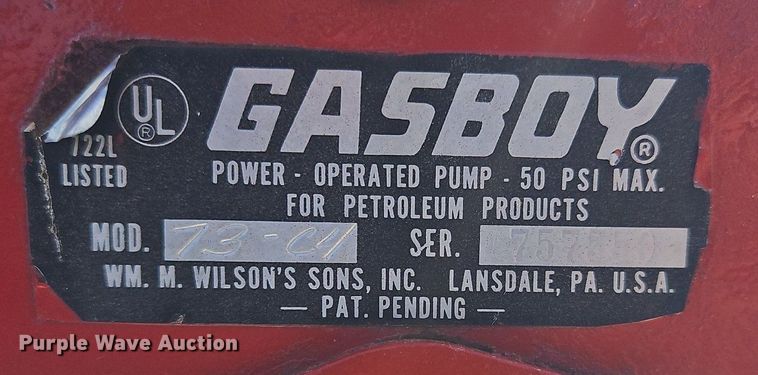 UL® GASBOY®
722L
LISTED
POWER - OPERATED PUMP - 50 PSI MAX.
FOR PETROLEUM PRODUCTS
MOD. 73-C4 SER.
WM. M. WILSON'S SONS, INC. LANSDALE, PA. U.S.A.
— PAT. PENDING —
Purple Wave Auction